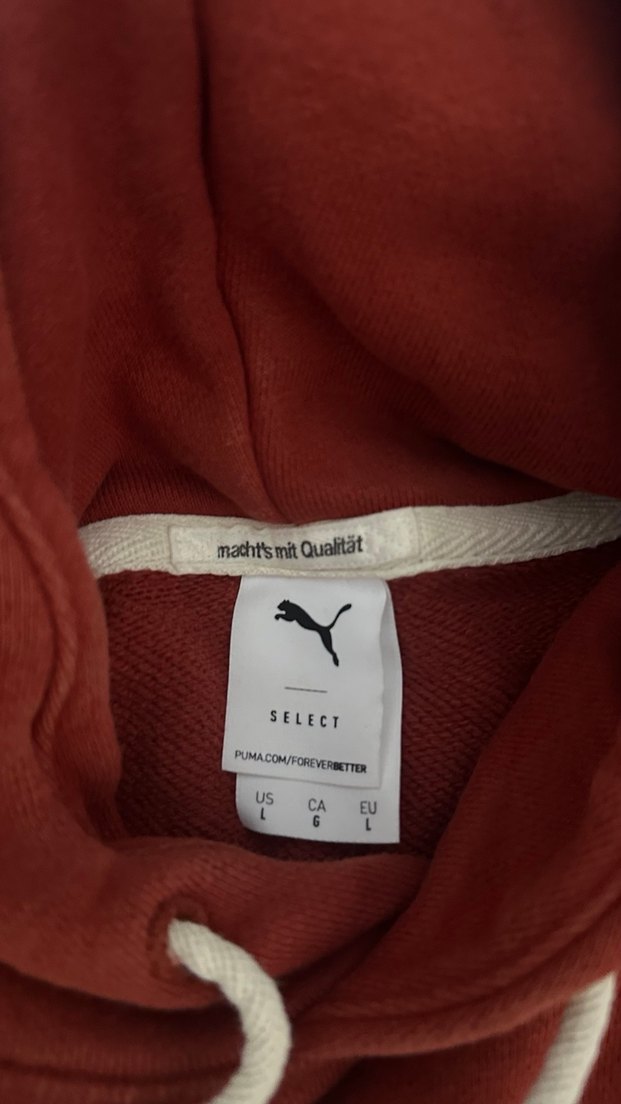 macht's mit Qualität
SELECT
PUMA.COM/FOREVERBETTER
US CA EU
L G L